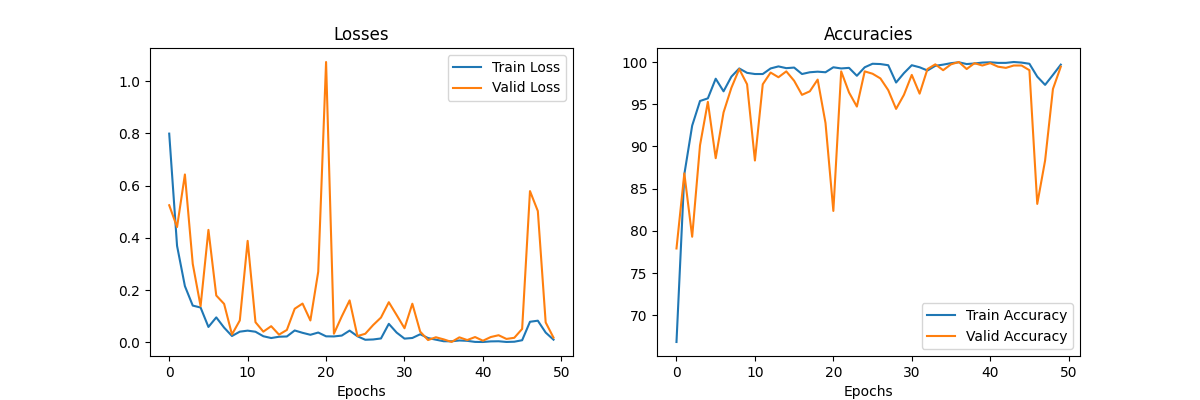 Losses
Train Loss
Valid Loss
1.0
0.8
0.6
0.4
0.2
0.0
0 10 20 30 40 50
Epochs
Accuracies
100
95
90
85
80
75
70
Train Accuracy
Valid Accuracy
0 10 20 30 40 50
Epochs